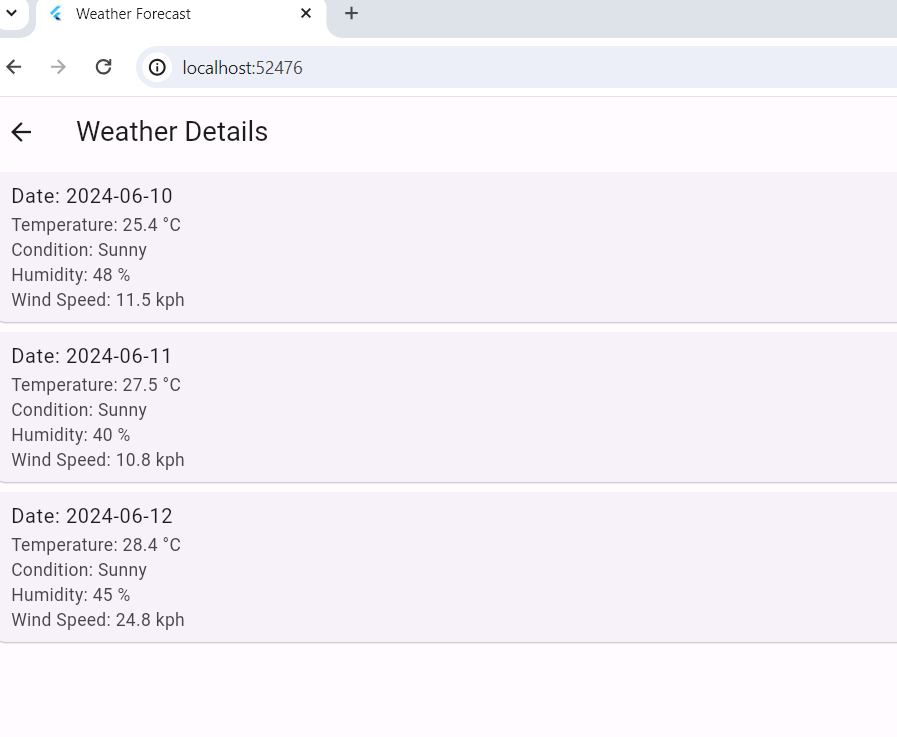 Weather Forecast
localhost:52476
Weather Details
Date: 2024-06-10
Temperature: 25.4 °C
Condition: Sunny
Humidity: 48 %
Wind Speed: 11.5 kph
Date: 2024-06-11
Temperature: 27.5 °C
Condition: Sunny
Humidity: 40 %
Wind Speed: 10.8 kph
Date: 2024-06-12
Temperature: 28.4 °C
Condition: Sunny
Humidity: 45 %
Wind Speed: 24.8 kph